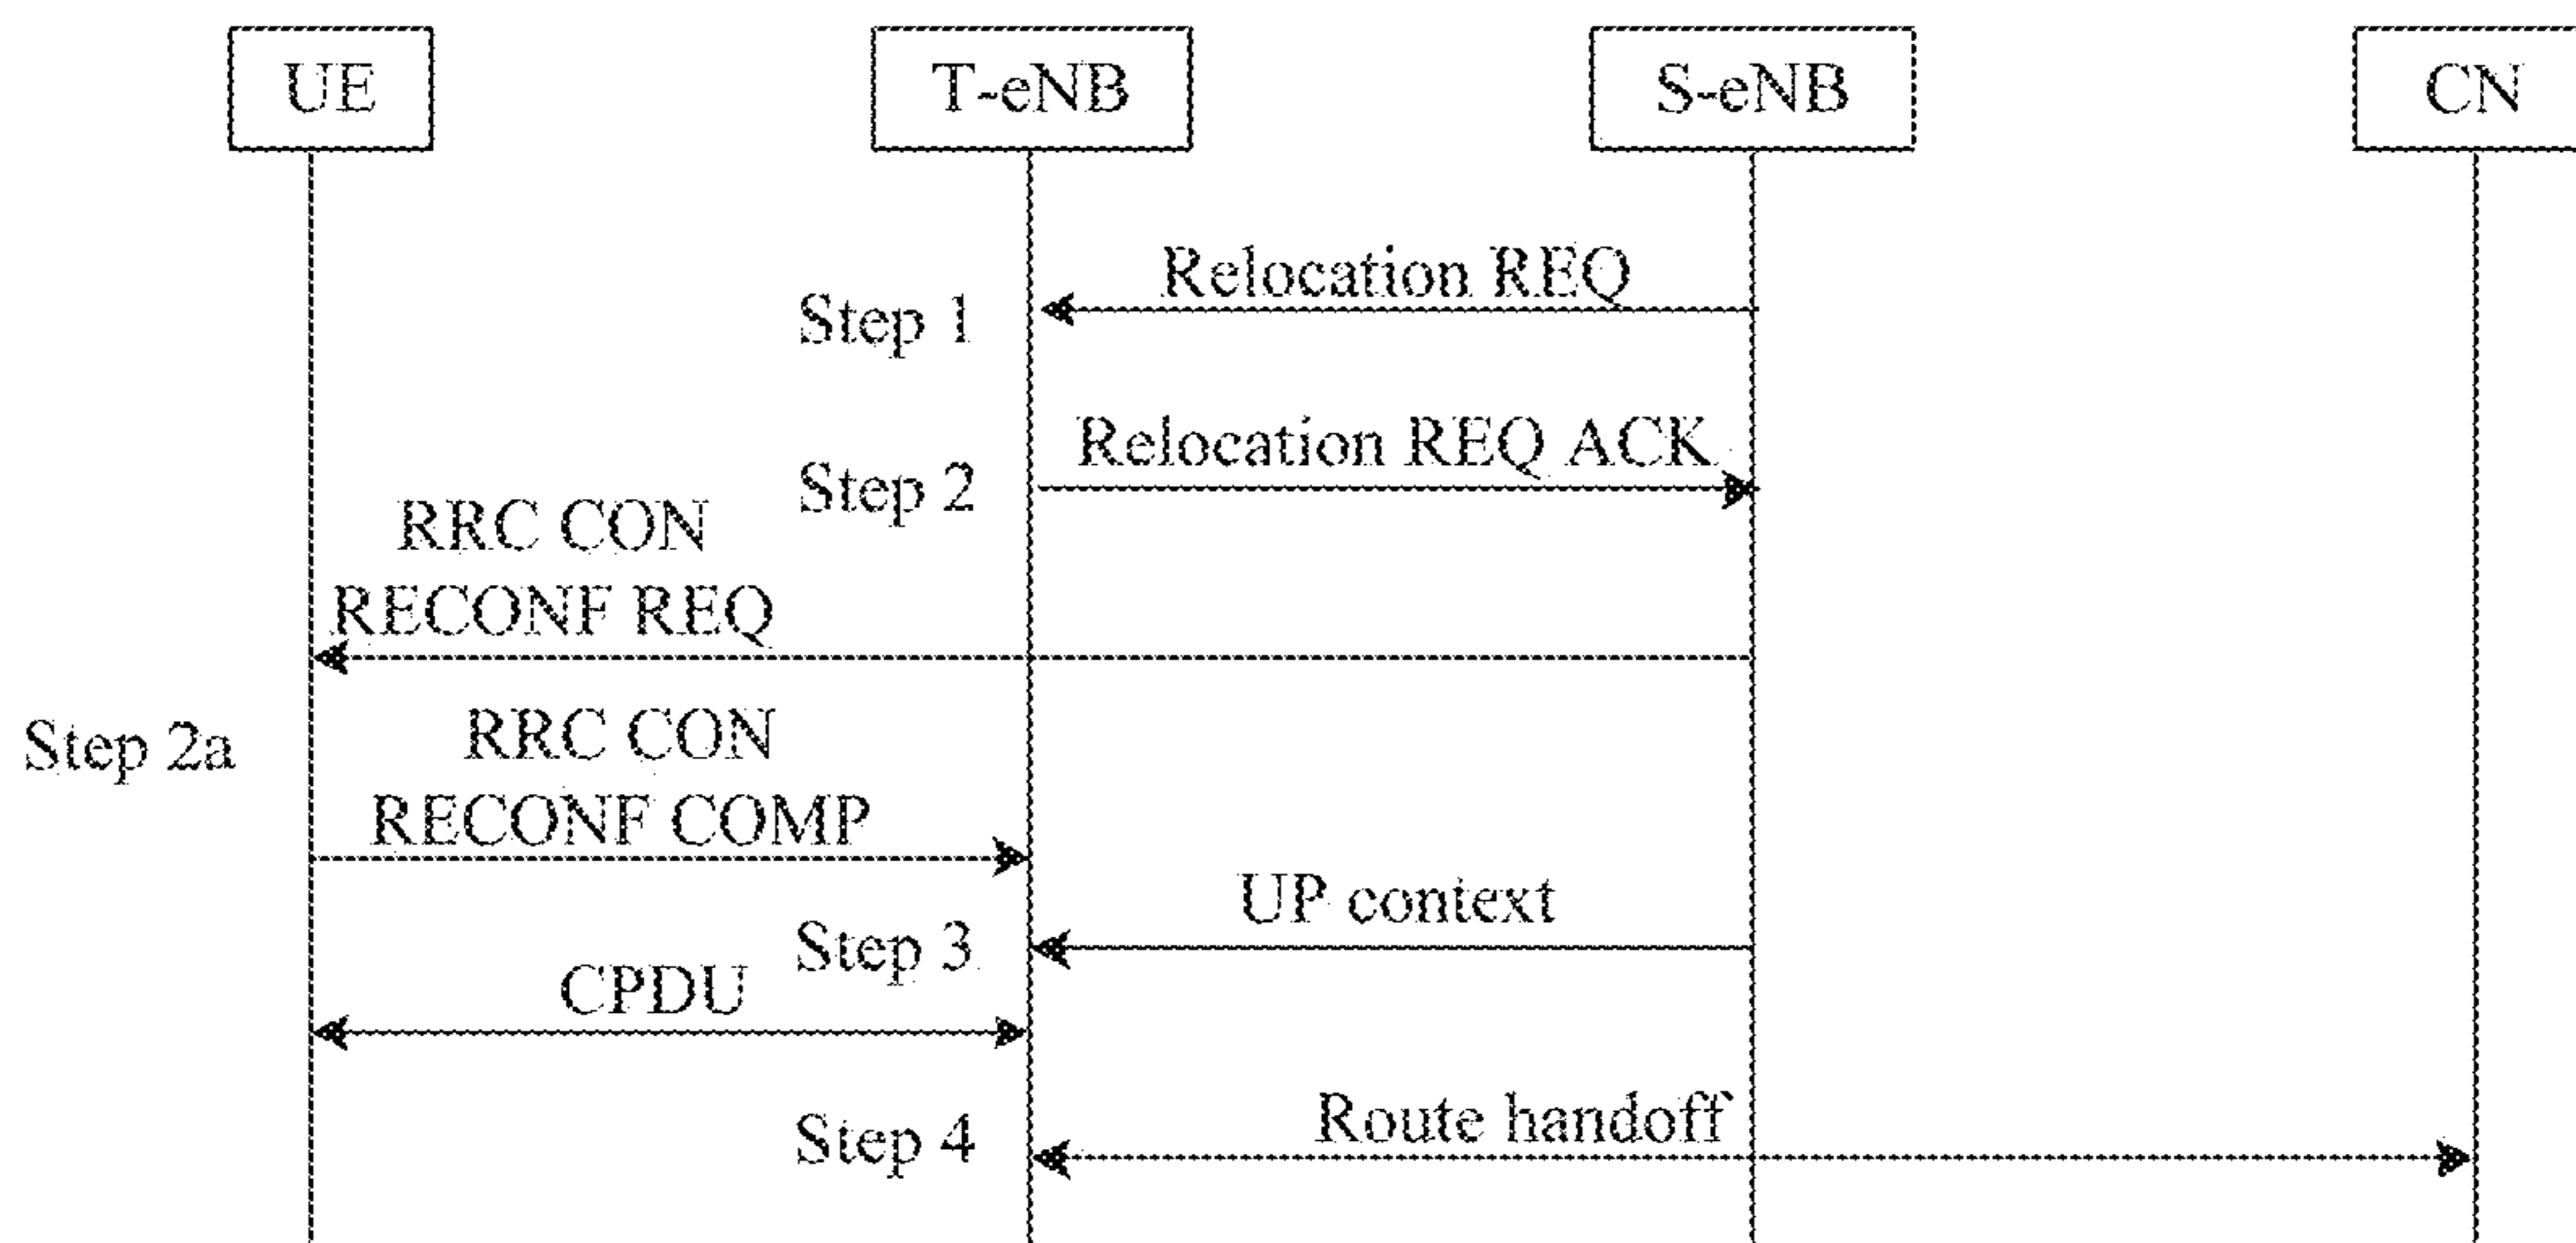 UE
T-eNB
S-eNB
CN
Relocation REQ
Step 1
Relocation REQ ACK
Step 2
RRC CON
RECONF REQ
Step 2a
RRC CON
RECONF COMP
UP context
Step 3
CPDU
Route handoff
Step 4